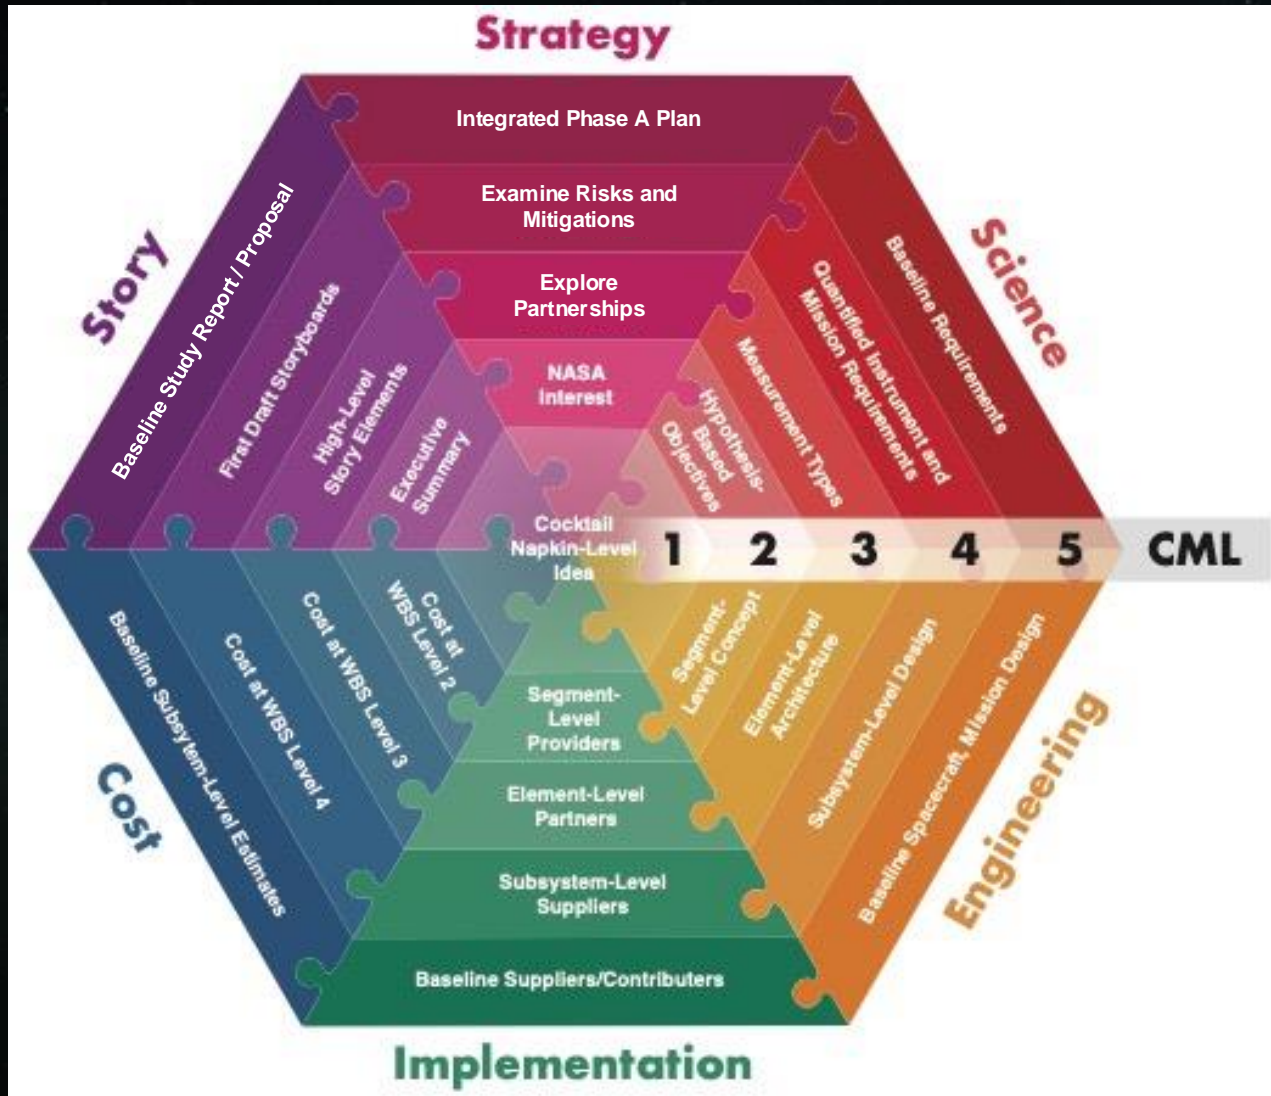 Strategy
Integrated Phase A Plan
Examine Risks and
Mitigations
Explore
Partnerships
NASA
Interest
Story
Baseline Study Report / Proposal
First Draft Storyboards
High-Level
Story Elements
Executive
Summary
Science
Baseline Requirements
Quantified Instrument and
Mission Requirements
Measurement Types
Hypothesis-
Based
Objectives
Cocktail
Napkin-Level
Idea
1 2 3 4 5 CML
Cost
Baseline Subsytem-Level Estimates
Cost at WBS Level 4
Cost at WBS Level 3
Cost at
WBS Level 2
Segment-
Level
Providers
Element-Level
Partners
Subsystem-Level
Suppliers
Baseline Suppliers/Contributers
Implementation
Segment-
Level Concept
Element-Level
Architecture
Subsystem-Level Design
Baseline Spacecraft, Mission Design
Engineering